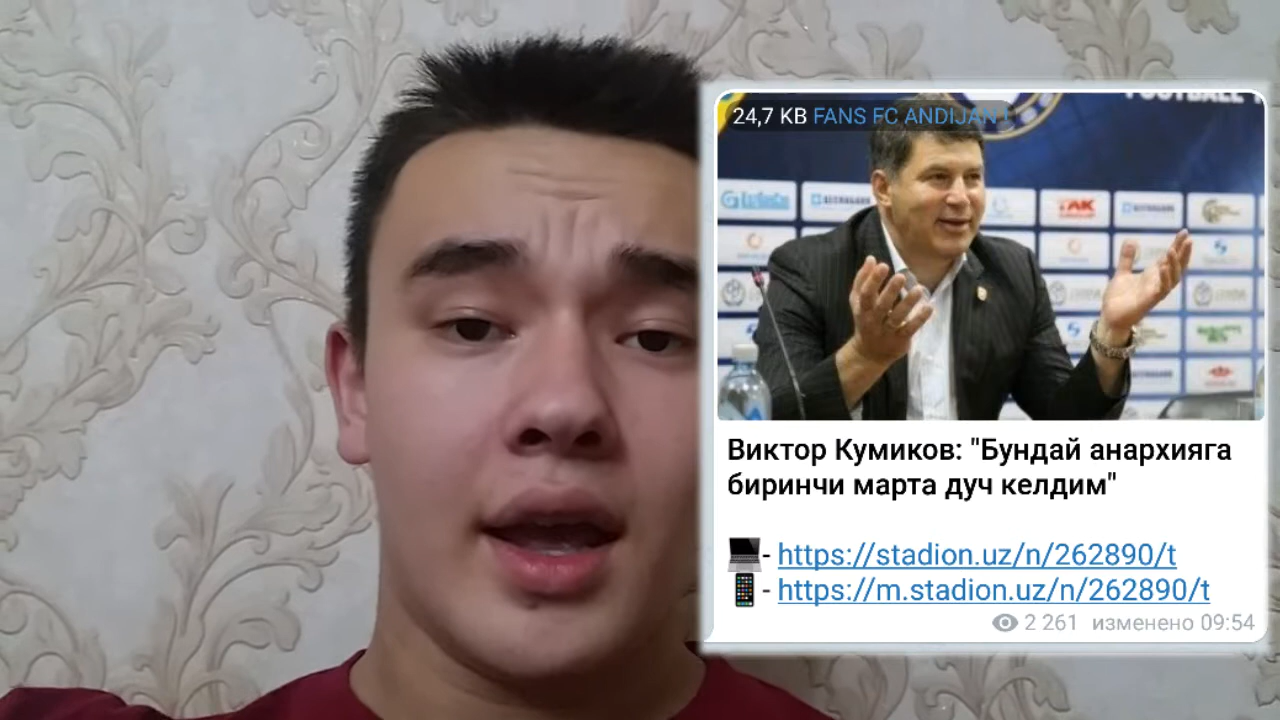 FOOTBALL
24,7 KB FANS FC ANDIJAN !
Виктор Кумиков: "Бундай анархияга
биринчи марта дуч келдим"
- https://stadion.uz/n/262890/t
- https://m.stadion.uz/n/262890/t
2 261 изменено 09:54